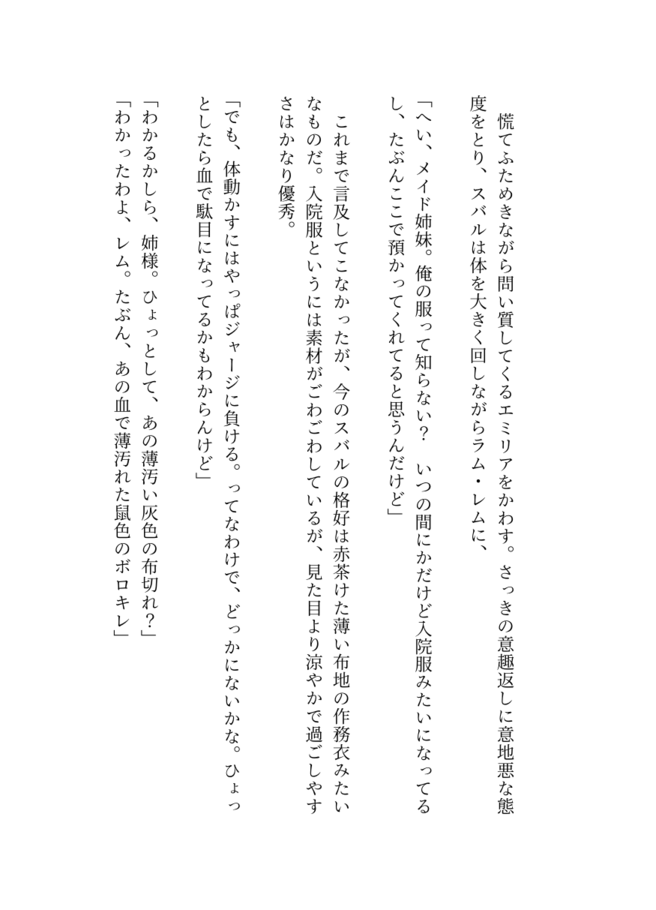 慌てふためきながら問い質してくるエミリアをかわす。さっきの意趣返しに意地悪な態
度をとり、スバルは体を大きく回しながらラム・レムに、
「へい、メイド姉妹。俺の服って知らない？　いつの間にかだけど入院服みたいになってる
し、たぶんここで預かってくれてると思うんだけど」
これまで言及してこなかったが、今のスバルの格好は赤茶けた薄い布地の作務衣みたい
なものだ。入院服というには素材がごわごわしているが、見た目より涼やかで過ごしやす
さはかなり優秀。
「でも、体動かすにはやっぱジャージに負ける。ってなわけで、どっかにないかな。ひょっ
としたら血で駄目になってるかもわからんけど」
「わかるかしら、姉様。ひょっとして、あの薄汚い灰色の布切れ？」
「わかったわよ、レム。たぶん、あの血で薄汚れた鼠色のボロキレ」